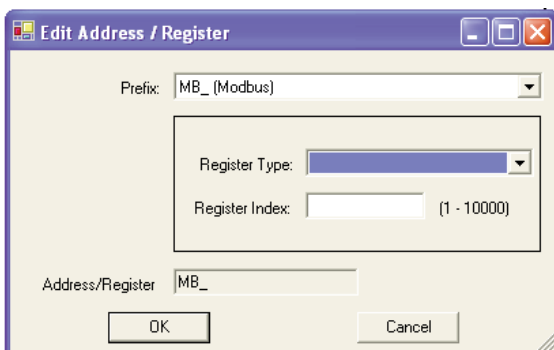 Edit Address / Register
Prefix: MB_ (Modbus)
Register Type:
Register Index: (1 - 10000)
Address/Register MB_
OK Cancel